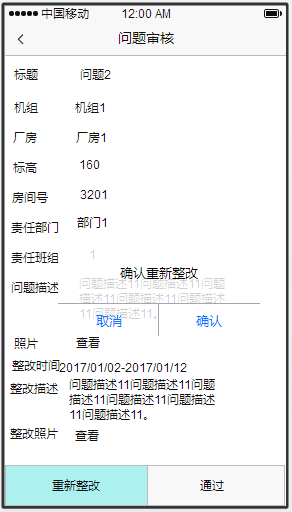 中国移动 12:00 AM
问题审核
标题 问题2
机组 机组1
厂房 厂房1
标高 160
房间号 3201
责任部门 部门1
责任班组 1
确认重新整改
问题描述 问题描述11问题描述11问题
描述11问题描述11问题描述
11问题描述11。
取消 确认
照片 查看
整改时间 2017/01/02-2017/01/12
整改描述 问题描述11问题描述11问题
描述11问题描述11问题描述
11问题描述11。
整改照片 查看
重新整改 通过